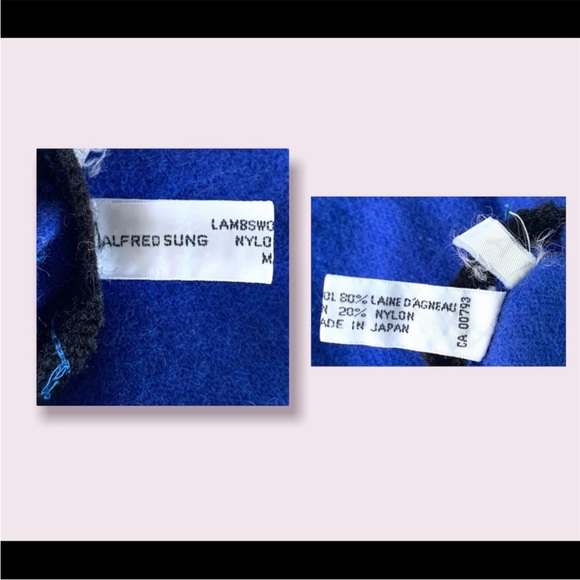 LAMBSWO
ALFRED SUNG NYLO
M
OL 80% LAINE D'AGNEAU
N 20% NYLON
ADE IN JAPAN
CA 00793